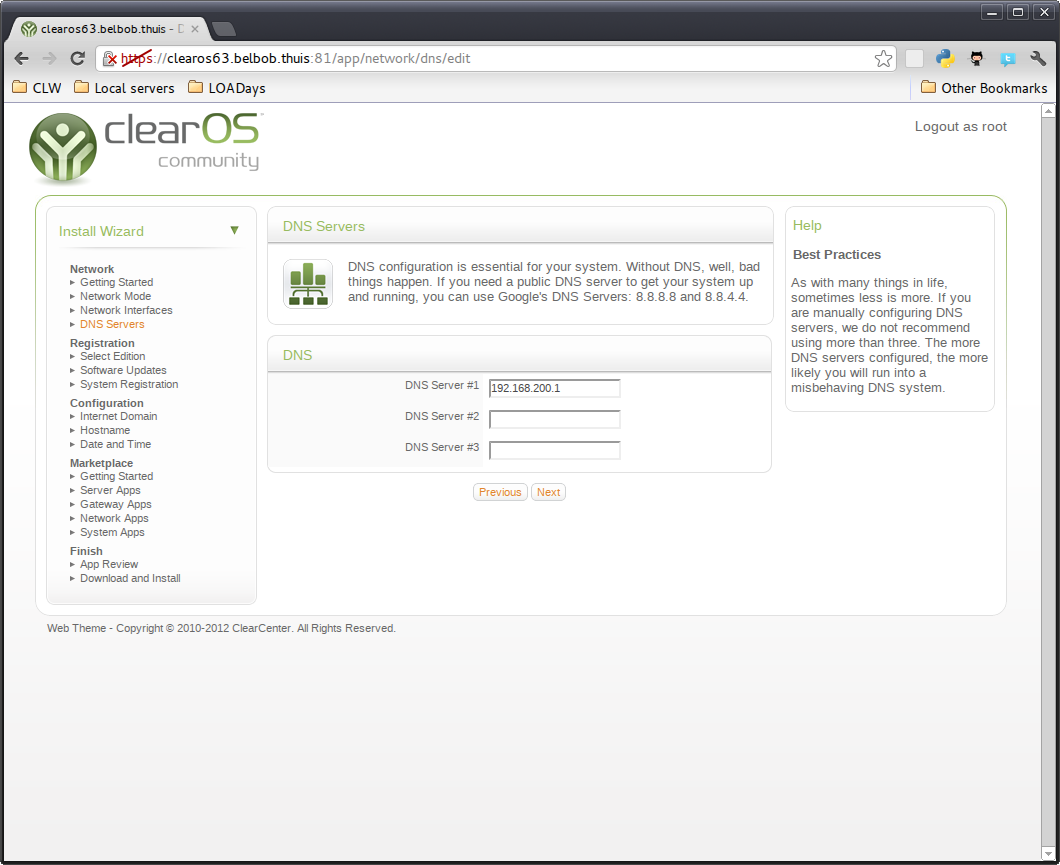 clearos63.belbob.thuis - D
https://clearos63.belbob.thuis:81/app/network/dns/edit
CLW
Local servers
LOADays
Other Bookmarks
clearOS
community
Logout as root
Install Wizard
Network
Getting Started
Network Mode
Network Interfaces
DNS Servers
Registration
Select Edition
Software Updates
System Registration
Configuration
Internet Domain
Hostname
Date and Time
Marketplace
Getting Started
Server Apps
Gateway Apps
Network Apps
System Apps
Finish
App Review
Download and Install
DNS Servers
DNS configuration is essential for your system. Without DNS, well, bad
things happen. If you need a public DNS server to get your system up
and running, you can use Google's DNS Servers: 8.8.8.8 and 8.8.4.4.
DNS
DNS Server #1 192.168.200.1
DNS Server #2
DNS Server #3
Previous Next
Help
Best Practices
As with many things in life,
sometimes less is more. If you
are manually configuring DNS
servers, we do not recommend
using more than three. The more
DNS servers configured, the more
likely you will run into a
misbehaving DNS system.
Web Theme - Copyright © 2010-2012 ClearCenter. All Rights Reserved.